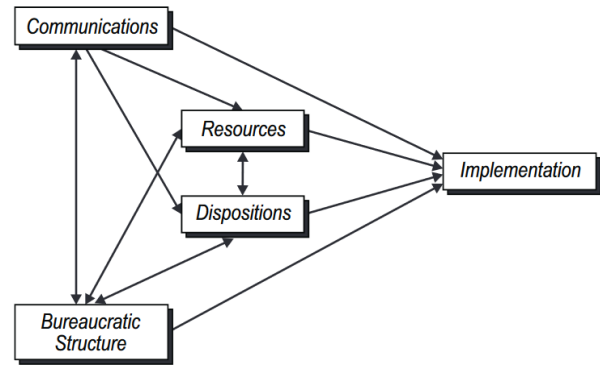 Communications
Resources
Implementation
Dispositions
Bureaucratic
Structure